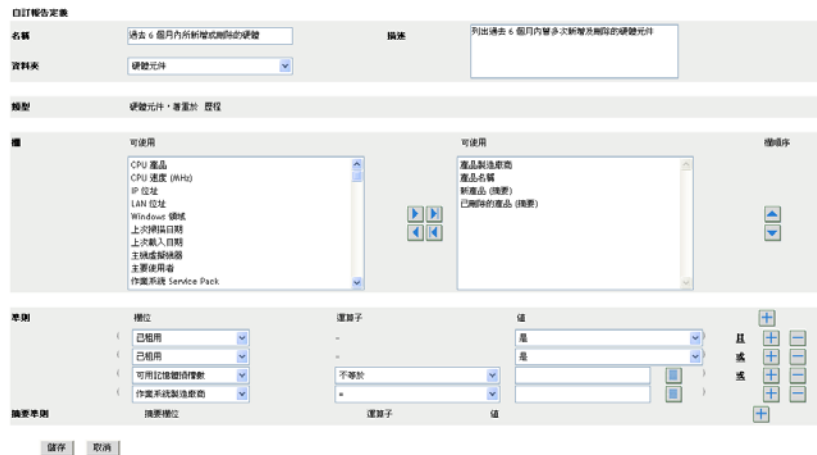 自訂報告定義
名稱 過去 6 個月內所新增或刪除的硬體 描述 列出過去 6 個月內曾多次新增及刪除的硬體元件
資料夾 硬體元件
類型 硬體元件，著重於 歷程
欄 可使用 可使用 欄順序
CPU 產品 產品製造廠商
CPU 速度 (MHz) 產品名稱
IP 位址 新產品 (摘要)
LAN 位址 已刪除的產品 (摘要)
Windows 領域
上次掃描日期
上次載入日期
主機虛擬機器
主要使用者
作業系統 Service Pack
準則 欄位 運算子 值
( 已租用 = 是 ) 且
( 已租用 = 是 ) 或
( 可用記憶體插槽數 不等於 ) 或
( 作業系統製造廠商 = )
摘要準則 摘要欄位 運算子 值
儲存 取消